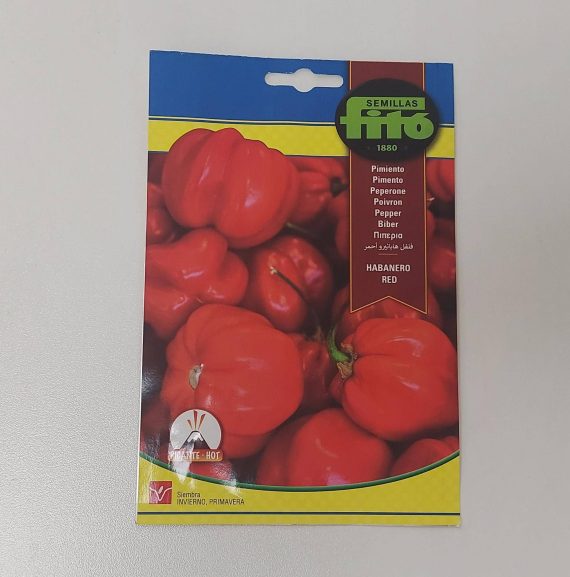 SEMILLAS
fitó
1880
Pimiento
Pimento
Peperone
Poivron
Pepper
Biber
Πιπερια
فلفل هابانيرو أحمر
HABANERO
RED
PICANTE - HOT
Siembra
INVIERNO, PRIMAVERA